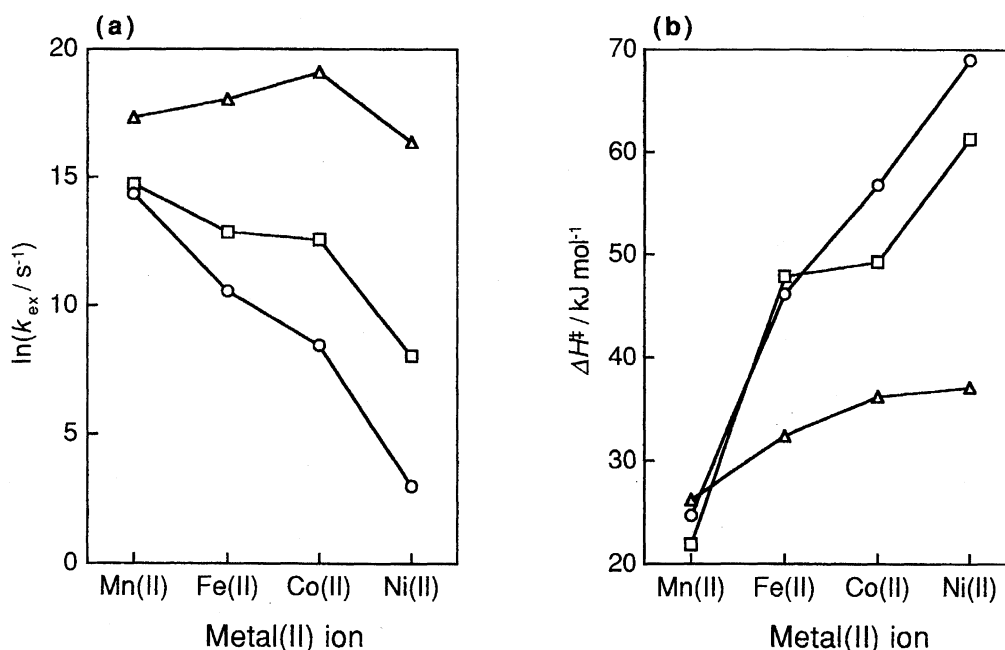 (a)
20
15
10
5
0
ln(k_ex / s⁻¹)
Mn(II) Fe(II) Co(II) Ni(II)
Metal(II) ion
(b)
70
60
50
40
30
20
ΔH‡ / kJ mol⁻¹
Mn(II) Fe(II) Co(II) Ni(II)
Metal(II) ion